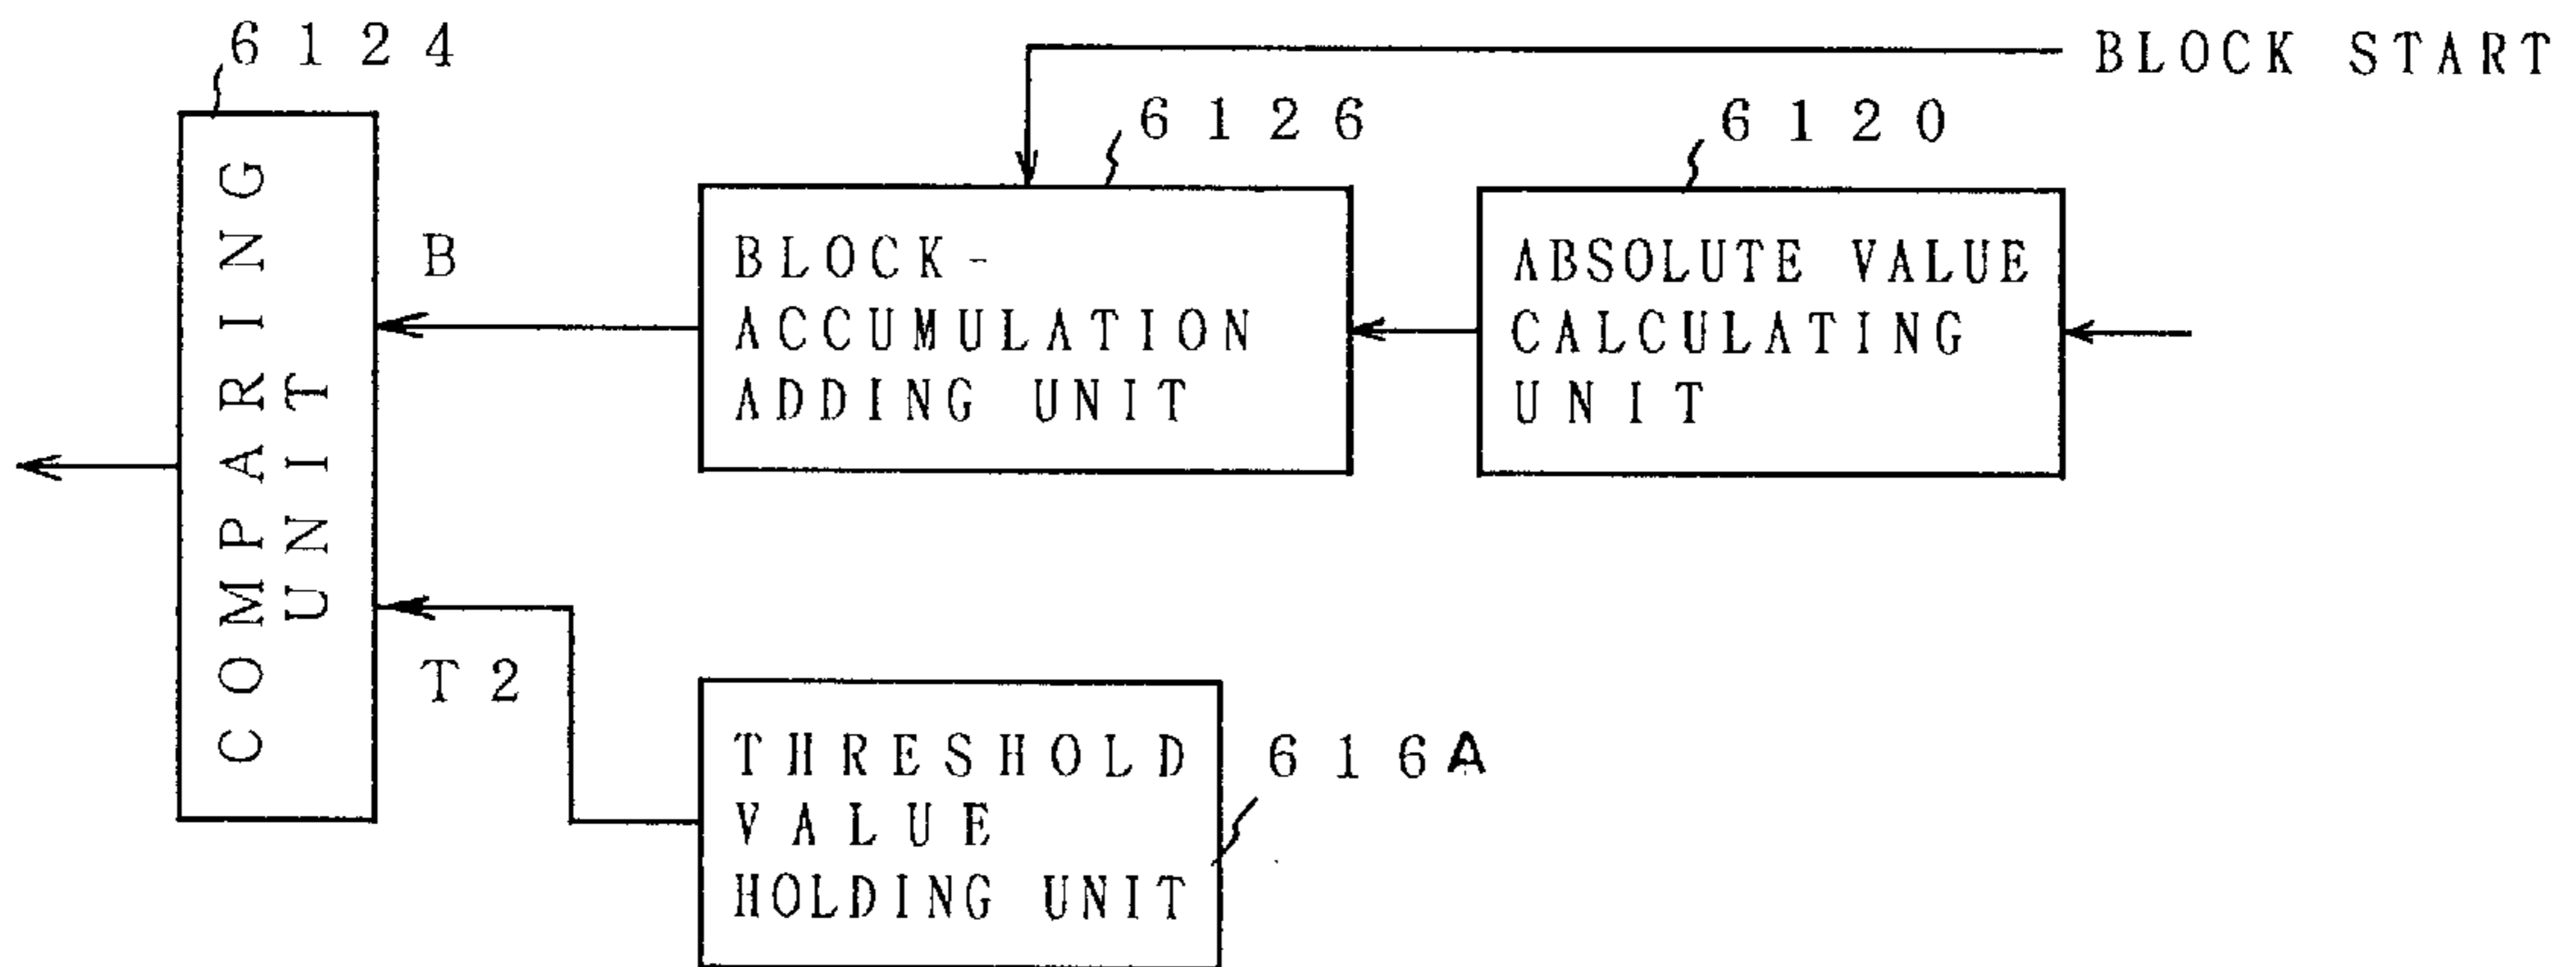 6124
BLOCK START
6126
6120
COMPARING
UNIT
B
BLOCK-
ACCUMULATION
ADDING UNIT
ABSOLUTE VALUE
CALCULATING
UNIT
T2
THRESHOLD
VALUE
HOLDING UNIT
616A